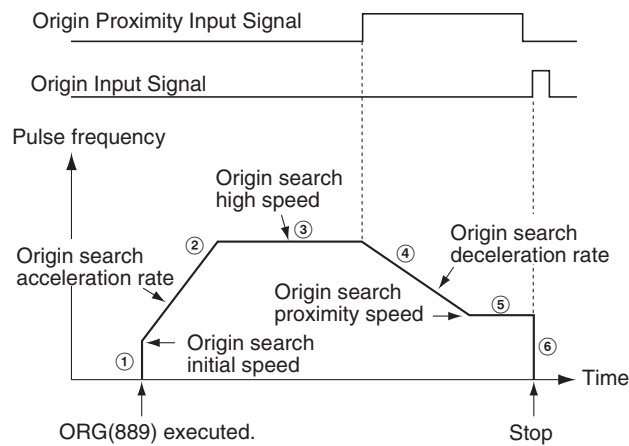 Origin Proximity Input Signal
Origin Input Signal
Pulse frequency
Origin search
high speed
②
③
④
Origin search
acceleration rate
Origin search
deceleration rate
Origin search
proximity speed
⑤
①
Origin search
initial speed
⑥
Time
ORG(889) executed.
Stop